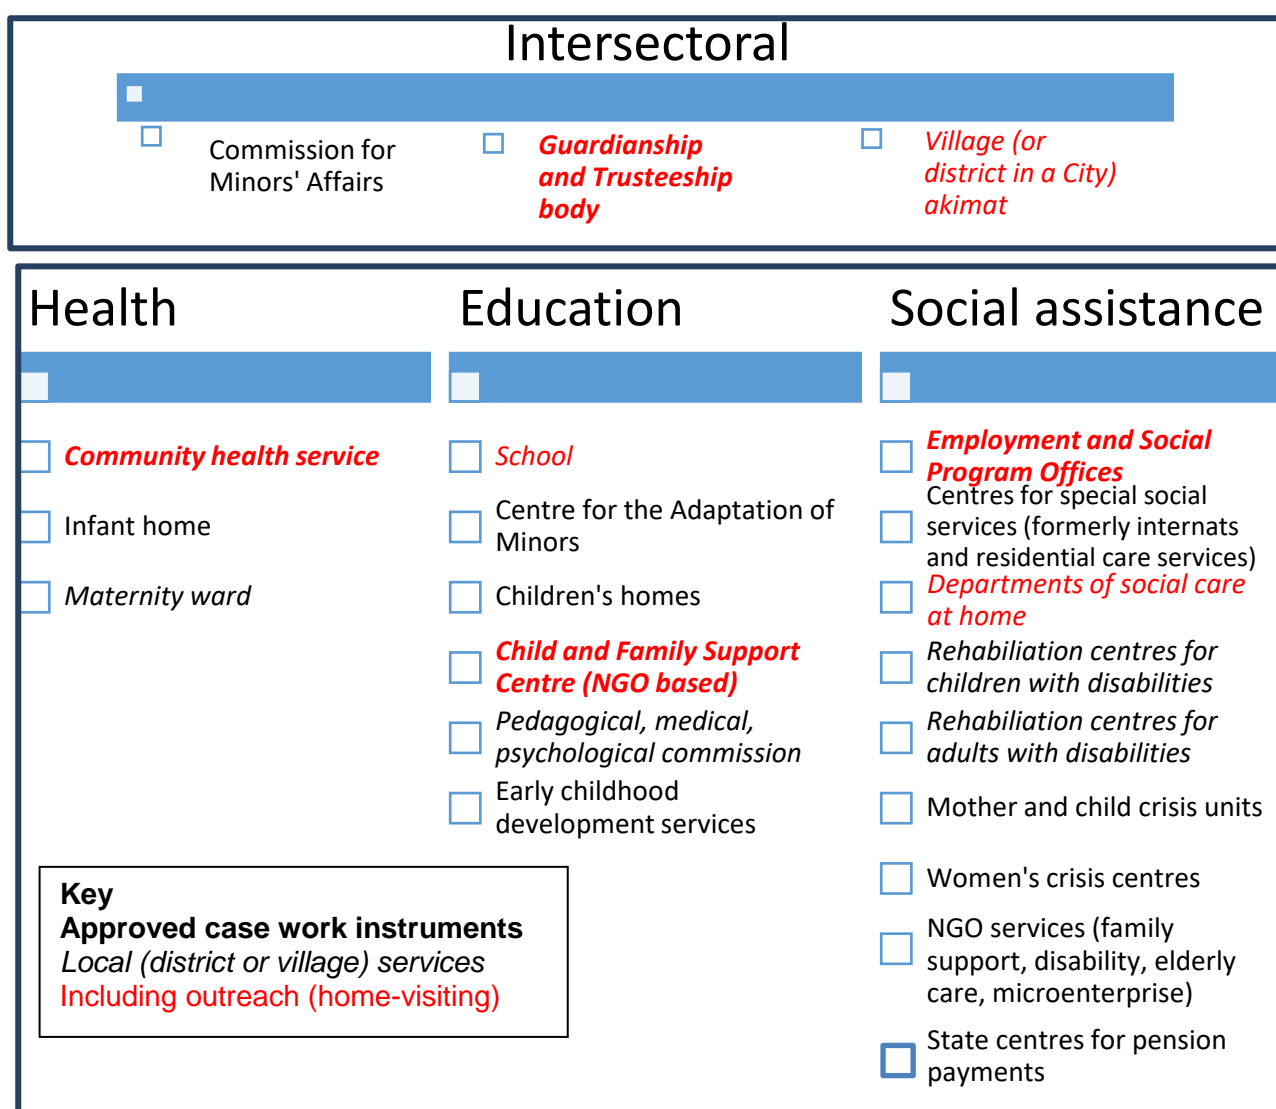 Intersectoral
Commission for
Minors' Affairs
Guardianship
and Trusteeship
body
Village (or
district in a City)
akimat
Health
Community health service
Infant home
Maternity ward
Education
School
Centre for the Adaptation of
Minors
Children's homes
Child and Family Support
Centre (NGO based)
Pedagogical, medical,
psychological commission
Early childhood
development services
Social assistance
Employment and Social
Program Offices
Centres for special social
services (formerly internats
and residential care services)
Departments of social care
at home
Rehabiliation centres for
children with disabilities
Rehabiliation centres for
adults with disabilities
Mother and child crisis units
Women's crisis centres
NGO services (family
support, disability, elderly
care, microenterprise)
State centres for pension
payments
Key
Approved case work instruments
Local (district or village) services
Including outreach (home-visiting)